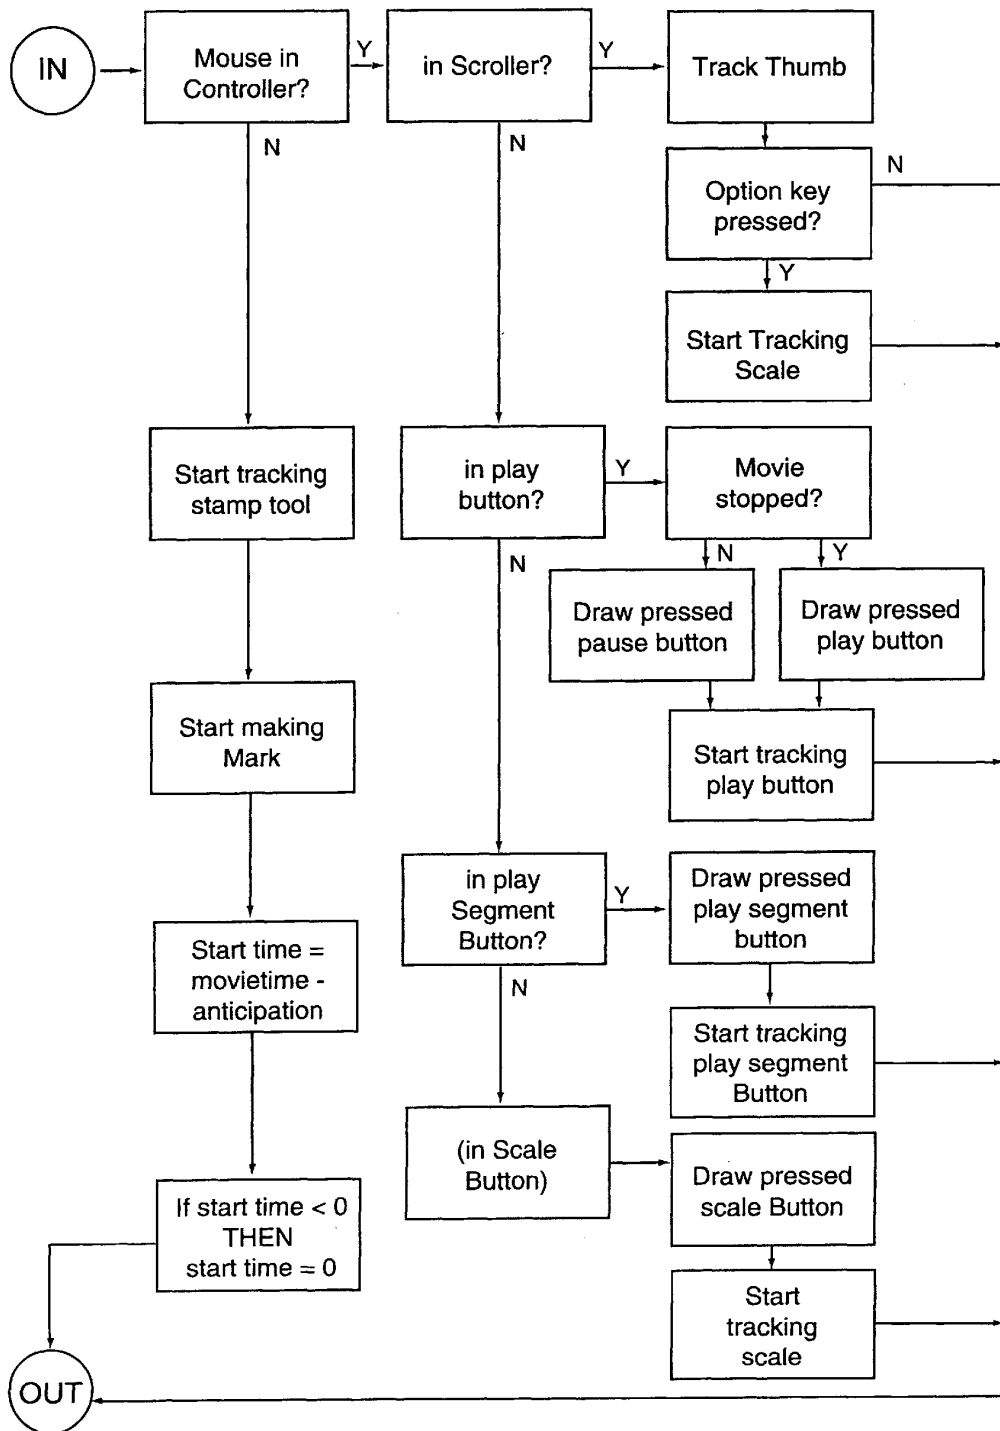 IN
Mouse in
Controller?
Y
in Scroller?
Y
Track Thumb
N
N
Option key
pressed?
N
Y
Start Tracking
Scale
Start tracking
stamp tool
in play
button?
Y
Movie
stopped?
N
N
Y
Draw pressed
pause button
Draw pressed
play button
Start making
Mark
Start tracking
play button
in play
Segment
Button?
Y
Draw pressed
play segment
button
Start time =
movietime -
anticipation
N
Start tracking
play segment
Button
(in Scale
Button)
Draw pressed
scale Button
If start time < 0
THEN
start time = 0
Start
tracking
scale
OUT